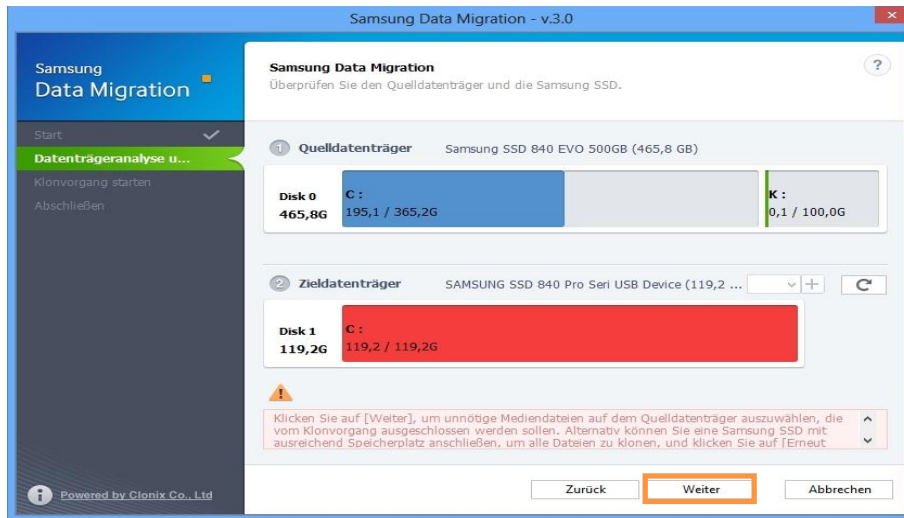 Samsung Data Migration - v.3.0
Samsung
Data Migration
Start
Datenträgeranalyse u...
Klonvorgang starten
Abschließen
Powered by Clonix Co., Ltd
Samsung Data Migration
Überprüfen Sie den Quelldatenträger und die Samsung SSD.
?
1 Quelldatenträger Samsung SSD 840 EVO 500GB (465,8 GB)
Disk 0
465,8G
C :
195,1 / 365,2G
K :
0,1 / 100,0G
2 Zieldatenträger SAMSUNG SSD 840 Pro Seri USB Device (119,2 ...
Disk 1
119,2G
C :
119,2 / 119,2G
Klicken Sie auf [Weiter], um unnötige Mediendateien auf dem Quelldatenträger auszuwählen, die
vom Klonvorgang ausgeschlossen werden sollen. Alternativ können Sie eine Samsung SSD mit
ausreichend Speicherplatz anschließen, um alle Dateien zu klonen, und klicken Sie auf [Erneut
Zurück Weiter Abbrechen